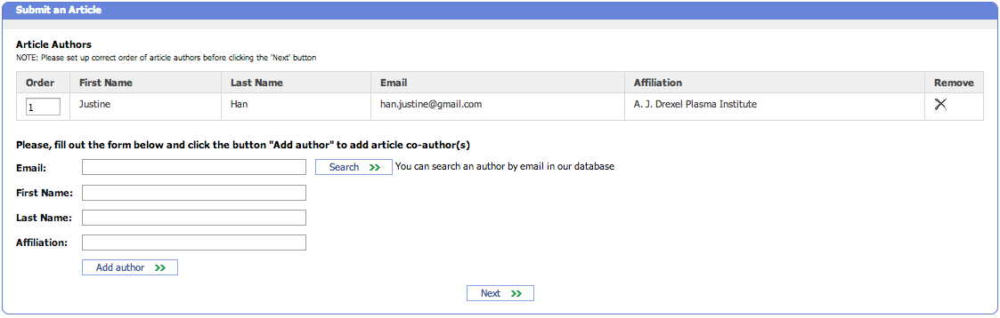 Submit an Article
Article Authors
NOTE: Please set up correct order of article authors before clicking the 'Next' button
Order First Name Last Name Email Affiliation Remove
1 Justine Han han.justine@gmail.com A. J. Drexel Plasma Institute
Please, fill out the form below and click the button "Add author" to add article co-author(s)
Email: Search >> You can search an author by email in our database
First Name:
Last Name:
Affiliation:
Add author >>
Next >>